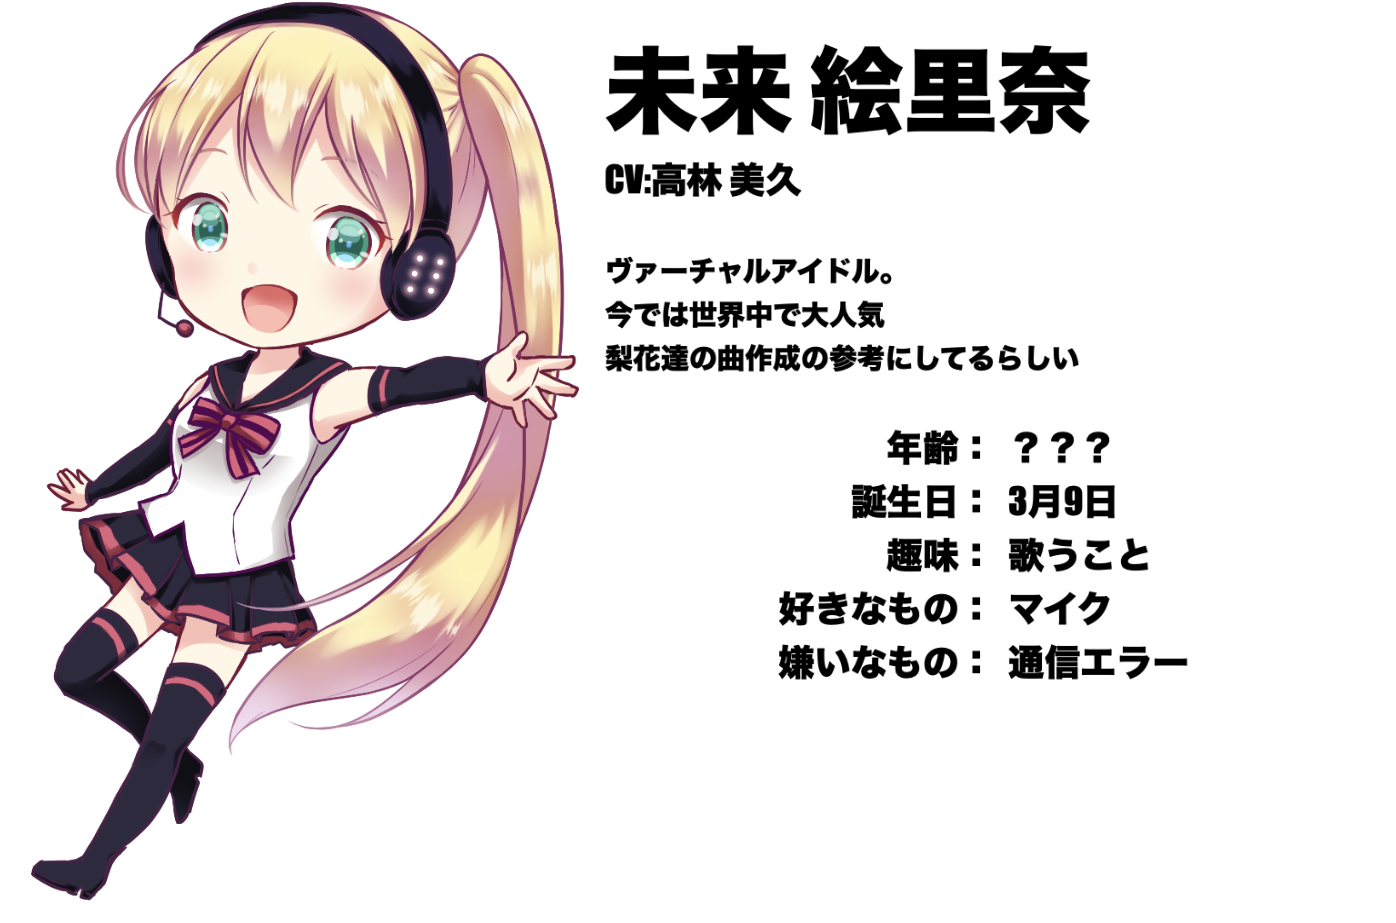 未来 絵里奈
CV:高林 美久
ヴァーチャルアイドル。
今では世界中で大人気
梨花達の曲作成の参考にしてるらしい
年齢： ？？？
誕生日： 3月9日
趣味： 歌うこと
好きなもの： マイク
嫌いなもの： 通信エラー